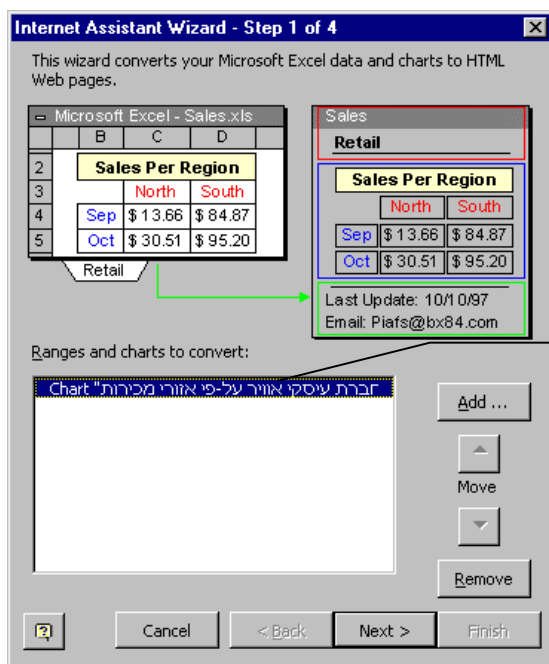 Internet Assistant Wizard - Step 1 of 4
This wizard converts your Microsoft Excel data and charts to HTML
Web pages.
Microsoft Excel - Sales.xls
B C D
2 Sales Per Region
3 North South
4 Sep $ 13.66 $ 84.87
5 Oct $ 30.51 $ 95.20
Retail
Sales
Retail
Sales Per Region
North South
Sep $ 13.66 $ 84.87
Oct $ 30.51 $ 95.20
Last Update: 10/10/97
Email: Piafs@bx84.com
Ranges and charts to convert:
Chart "חברת עיסקי אוויר על-פי אזורי מכירות
Add ...
Move
Remove
Cancel
< Back
Next >
Finish